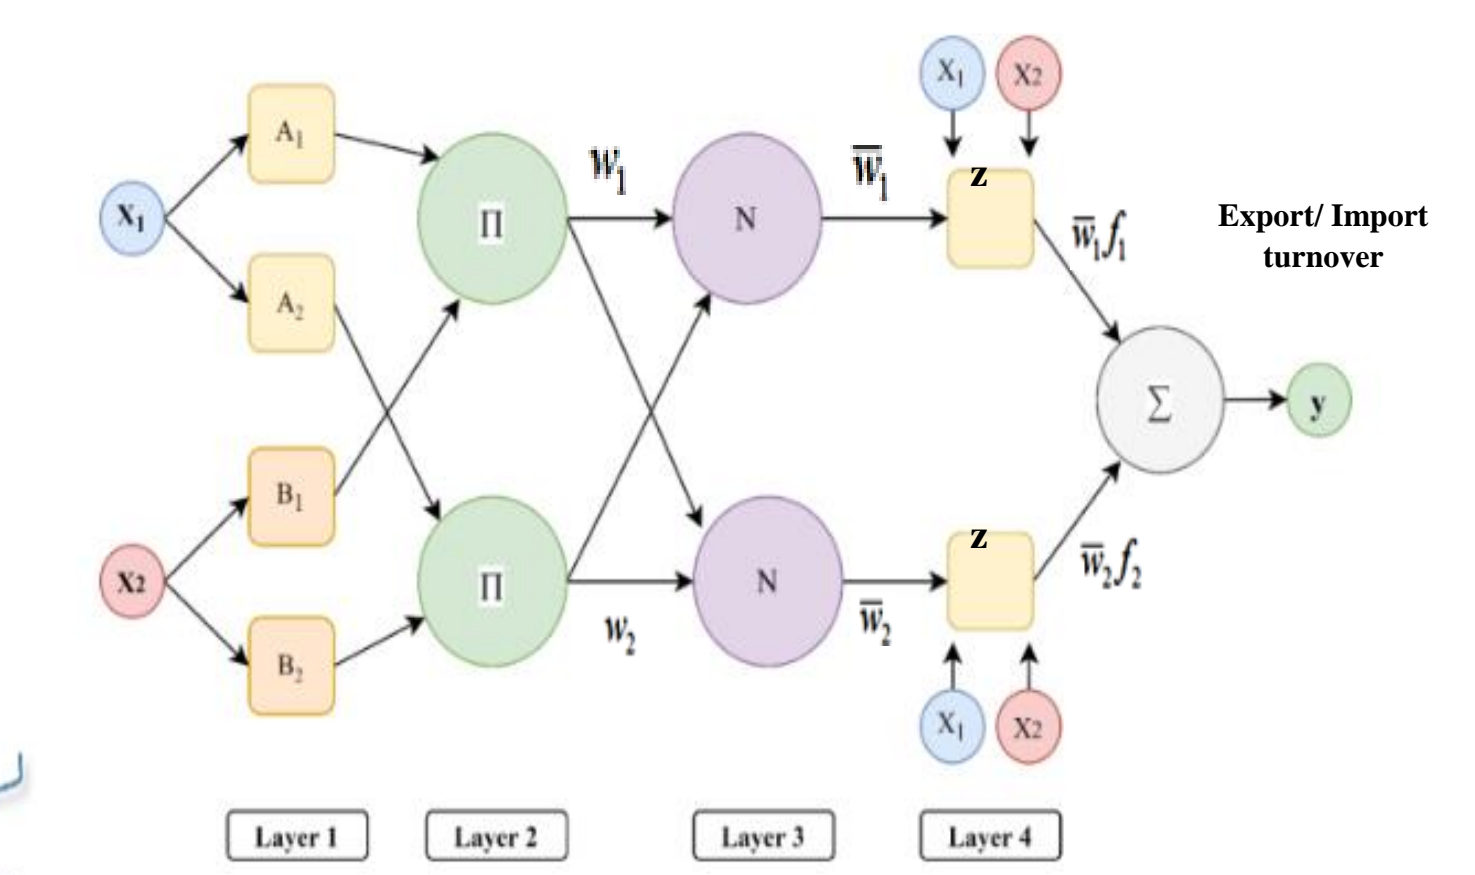 X₁ X2
A₁
z
w₁ w̅₁
X₁ Π N
w̅₁f₁ Export/ Import
turnover
A₂
Σ y
B₁
z
w̅₂f₂
X2 Π N
w₂ w̅₂
B₂
X₁ X2
Layer 1 Layer 2 Layer 3 Layer 4